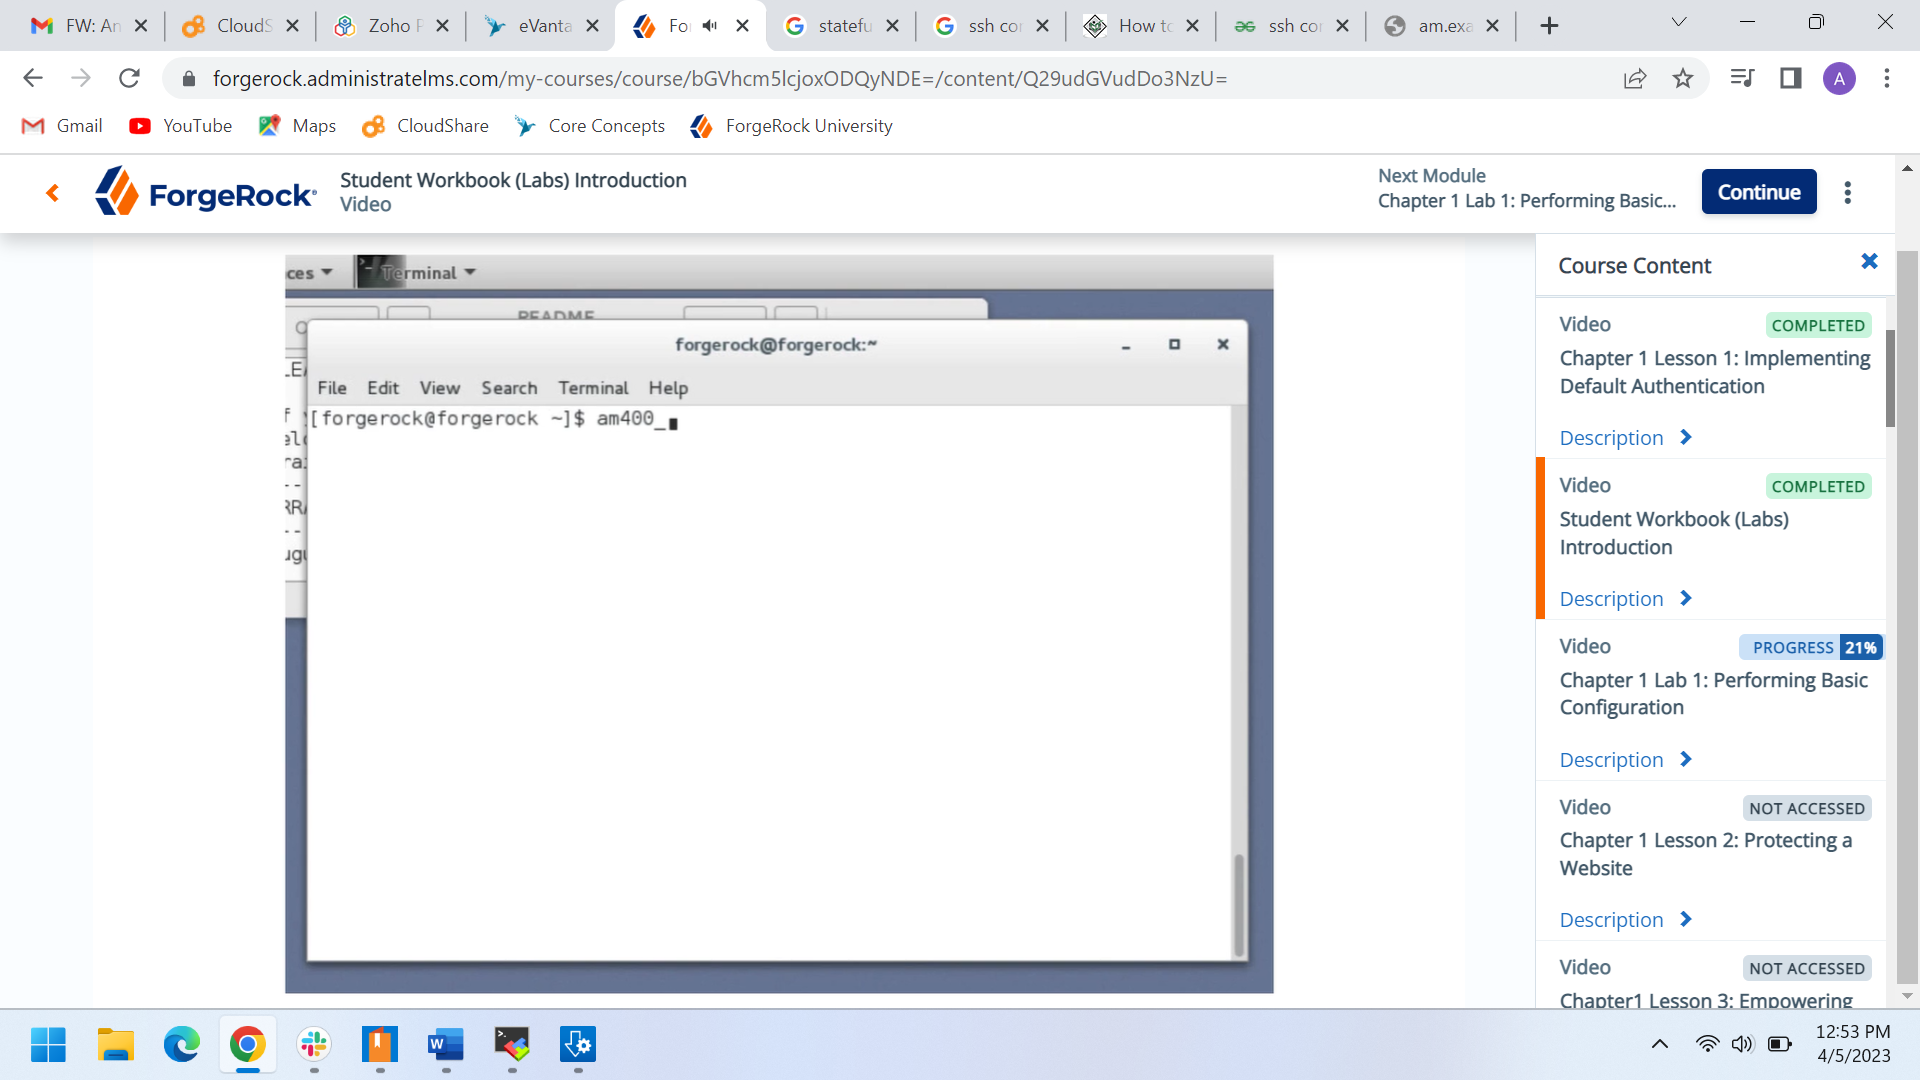 FW: An
CloudS
Zoho F
eVanta
Fo
statefu
ssh cor
How to
ssh cor
am.exa
forgerock.administratelms.com/my-courses/course/bGVhcm5lcjoxODQyNDE=/content/Q29udGVudDo3NzU=
A
Gmail
YouTube
Maps
CloudShare
Core Concepts
ForgeRock University
ForgeRock
Student Workbook (Labs) Introduction
Video
Next Module
Chapter 1 Lab 1: Performing Basic...
Continue
ces
Terminal
README
forgerock@forgerock:~
File Edit View Search Terminal Help
[forgerock@forgerock ~]$ am400_
Course Content
Video
COMPLETED
Chapter 1 Lesson 1: Implementing
Default Authentication
Description
Video
COMPLETED
Student Workbook (Labs)
Introduction
Description
Video
PROGRESS 21%
Chapter 1 Lab 1: Performing Basic
Configuration
Description
Video
NOT ACCESSED
Chapter 1 Lesson 2: Protecting a
Website
Description
Video
NOT ACCESSED
Chapter1 Lesson 3: Empowering
12:53 PM
4/5/2023